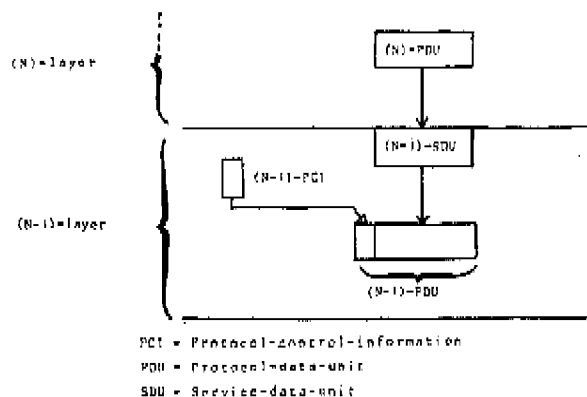 (N)-PDU
(N)-layer
(N-1)-SDU
(N-1)-PCI
(N-1)-layer
(N-1)-PDU
PCI = Protocol-control-information
PDU = Protocol-data-unit
SDU = Service-data-unit